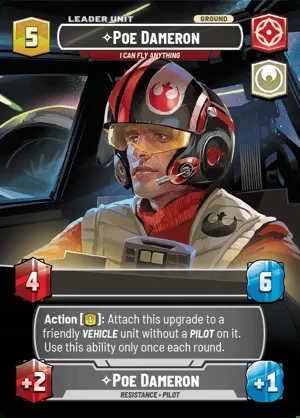 LEADER UNIT
GROUND
5
✧POE DAMERON
I CAN FLY ANYTHING
4
6
Action [1]: Attach this upgrade to a
friendly VEHICLE unit without a PILOT on it.
Use this ability only once each round.
+2
✧POE DAMERON
+1
RESISTANCE • PILOT